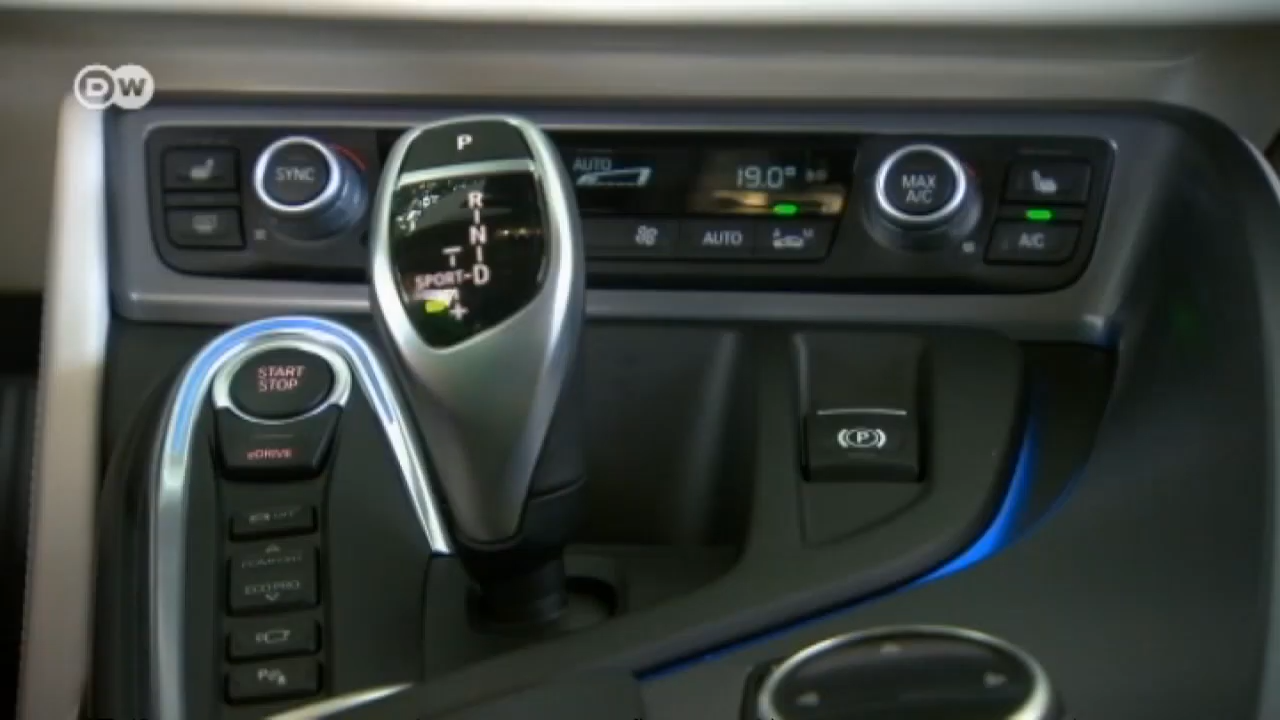 DW
P
SYNC
AUTO
19.0°
MAX
A/C
R
N
D
SPORT
+
AUTO
A/C
START
STOP
eDRIVE
P
COMFORT
ECO PRO